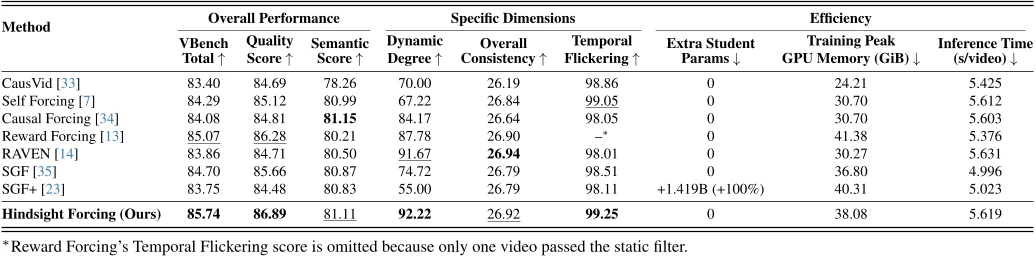 Method Overall Performance Specific Dimensions Efficiency
VBench Total ↑ Quality Score ↑ Semantic Score ↑ Dynamic Degree ↑ Overall Consistency ↑ Temporal Flickering ↑ Extra Student Params ↓ Training Peak GPU Memory (GiB) ↓ Inference Time (s/video) ↓
CausVid [33] 83.40 84.69 78.26 70.00 26.19 98.86 0 24.21 5.425
Self Forcing [7] 84.29 85.12 80.99 67.22 26.84 99.05 0 30.70 5.612
Causal Forcing [34] 84.08 84.81 81.15 84.17 26.64 98.05 0 30.70 5.603
Reward Forcing [13] 85.07 86.28 80.21 87.78 26.90 –* 0 41.38 5.376
RAVEN [14] 83.86 84.71 80.50 91.67 26.94 98.01 0 30.27 5.631
SGF [35] 84.70 85.66 80.87 74.72 26.79 98.51 0 36.80 4.996
SGF+ [23] 83.75 84.48 80.83 55.00 26.79 98.11 +1.419B (+100%) 40.31 5.023
Hindsight Forcing (Ours) 85.74 86.89 81.11 92.22 26.92 99.25 0 38.08 5.619
*Reward Forcing's Temporal Flickering score is omitted because only one video passed the static filter.